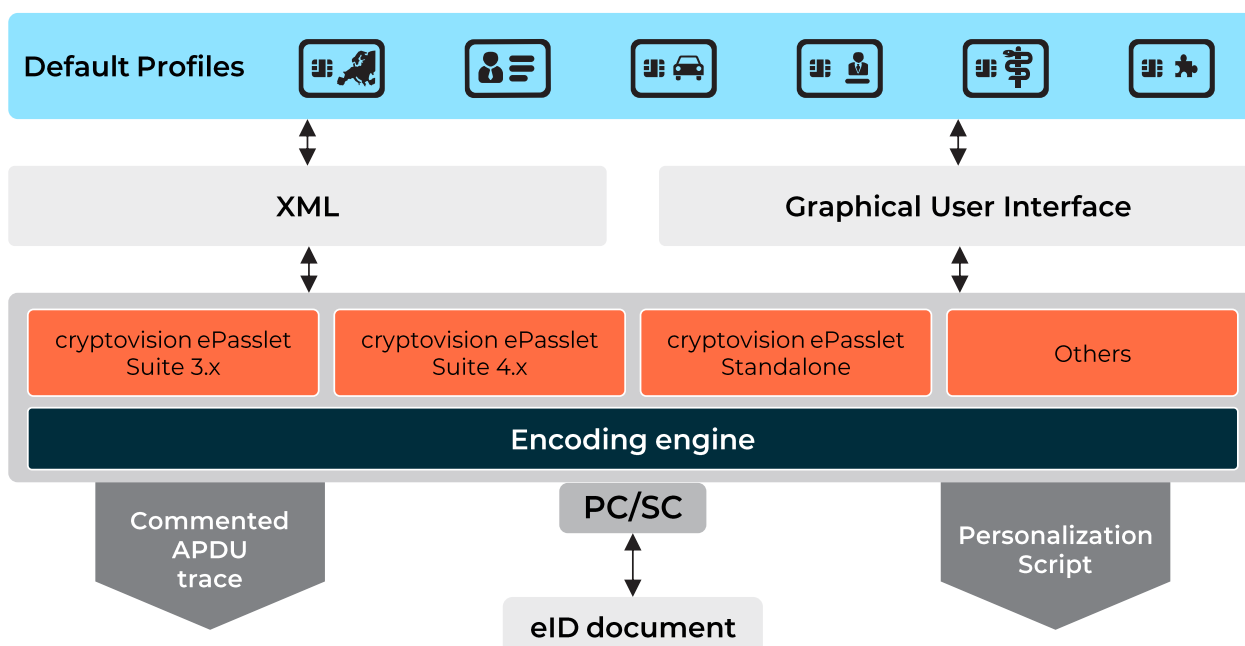 Default Profiles
XML
Graphical User Interface
cryptovision ePasslet
Suite 3.x
cryptovision ePasslet
Suite 4.x
cryptovision ePasslet
Standalone
Others
Encoding engine
Commented
APDU
trace
PC/SC
Personalization
Script
eID document